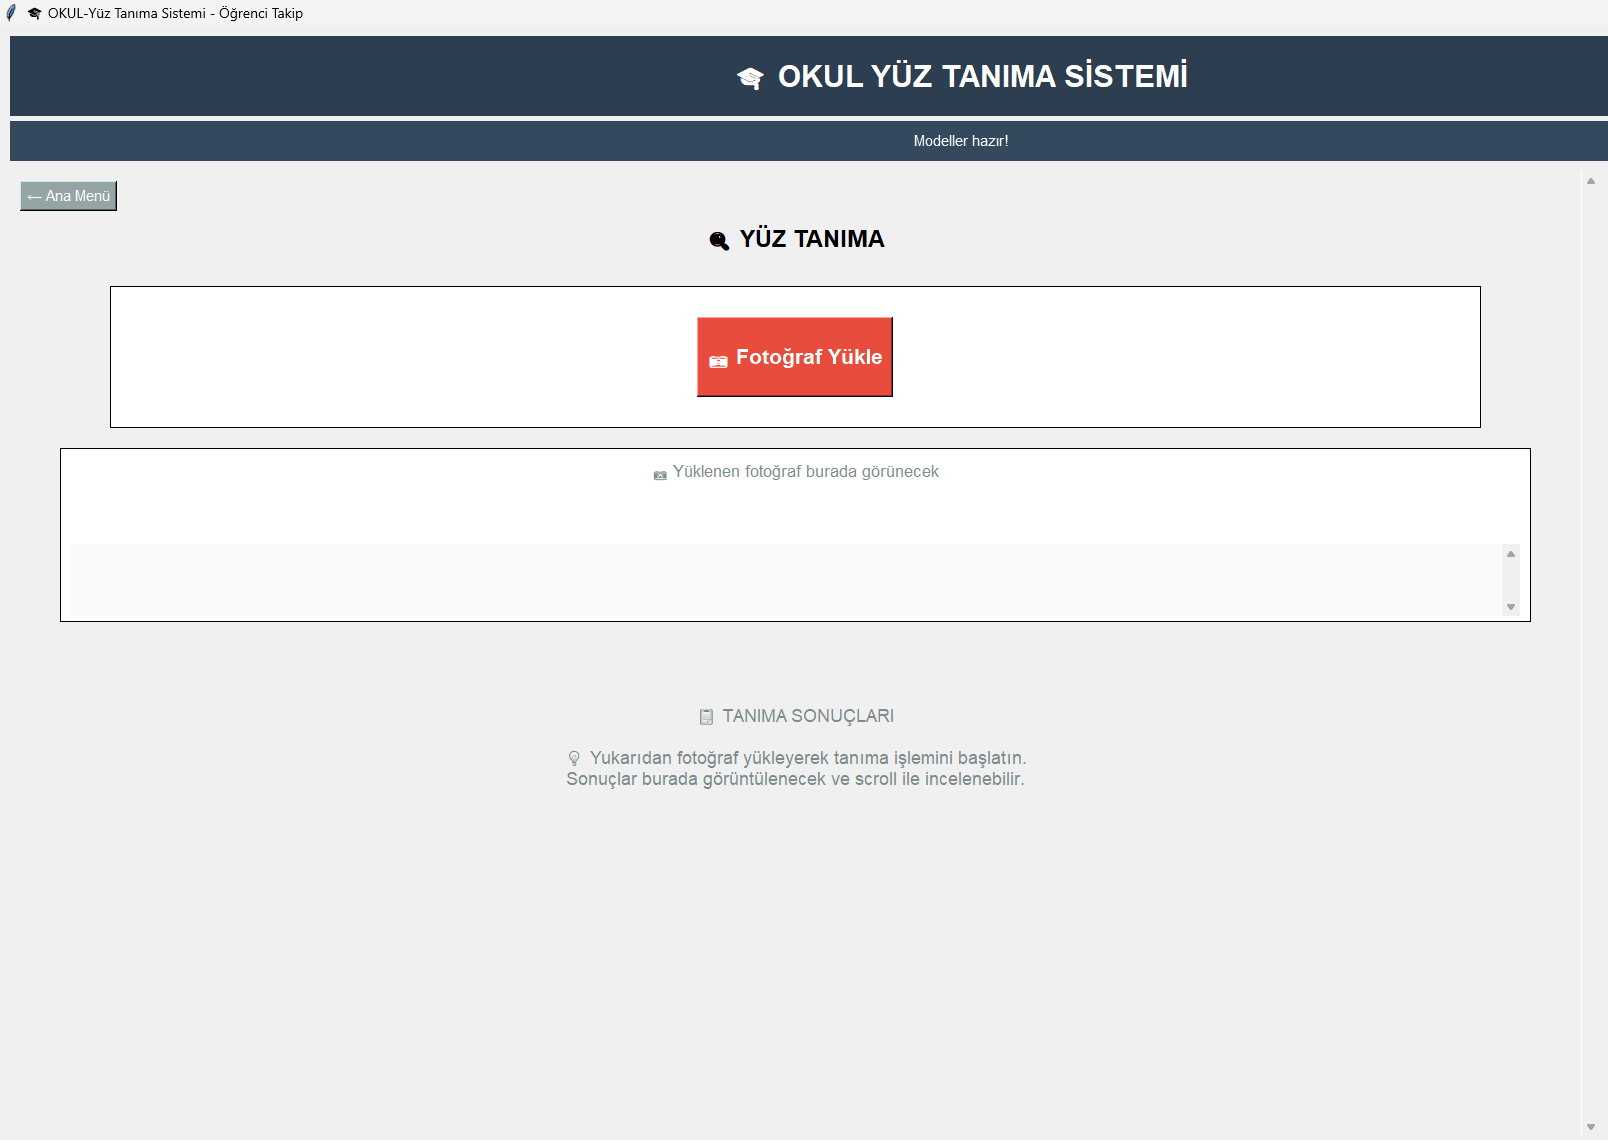 OKUL-Yüz Tanıma Sistemi - Öğrenci Takip
OKUL YÜZ TANIMA SİSTEMİ
Modeller hazır!
← Ana Menü
YÜZ TANIMA
Fotoğraf Yükle
Yüklenen fotoğraf burada görünecek
TANIMA SONUÇLARI
Yukarıdan fotoğraf yükleyerek tanıma işlemini başlatın.
Sonuçlar burada görüntülenecek ve scroll ile incelenebilir.